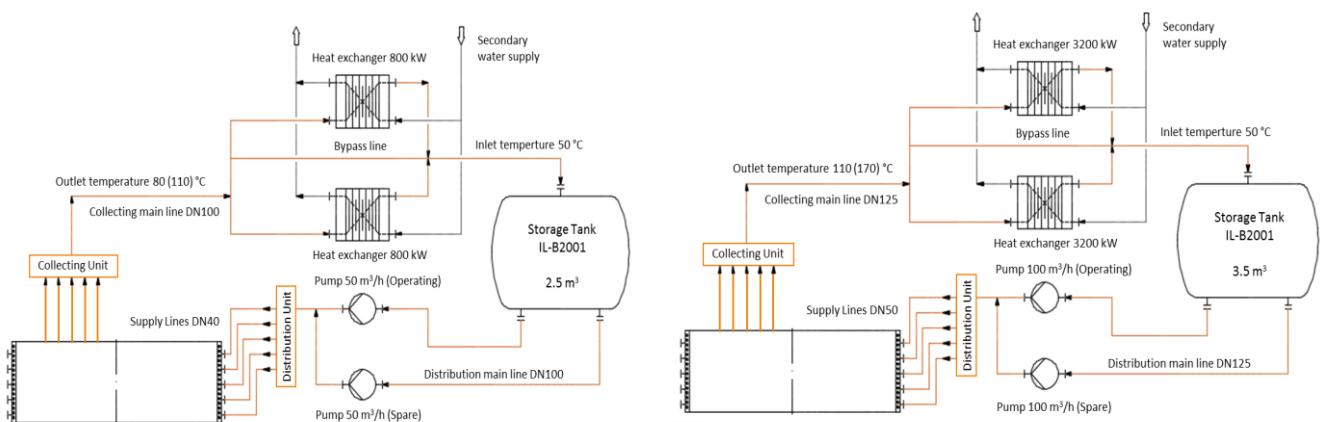 Secondary
water supply
Heat exchanger 800 kW
Bypass line
Inlet temperture 50 °C
Outlet temperature 80 (110) °C
Collecting main line DN100
Heat exchanger 800 kW
Storage Tank
IL-B2001
2.5 m³
Collecting Unit
Pump 50 m³/h (Operating)
Supply Lines DN40
Distribution Unit
Distribution main line DN100
Pump 50 m³/h (Spare)
Secondary
water supply
Heat exchanger 3200 kW
Bypass line
Inlet temperture 50 °C
Outlet temperature 110 (170) °C
Collecting main line DN125
Heat exchanger 3200 kW
Storage Tank
IL-B2001
3.5 m³
Collecting Unit
Pump 100 m³/h (Operating)
Supply Lines DN50
Distribution Unit
Distribution main line DN125
Pump 100 m³/h (Spare)